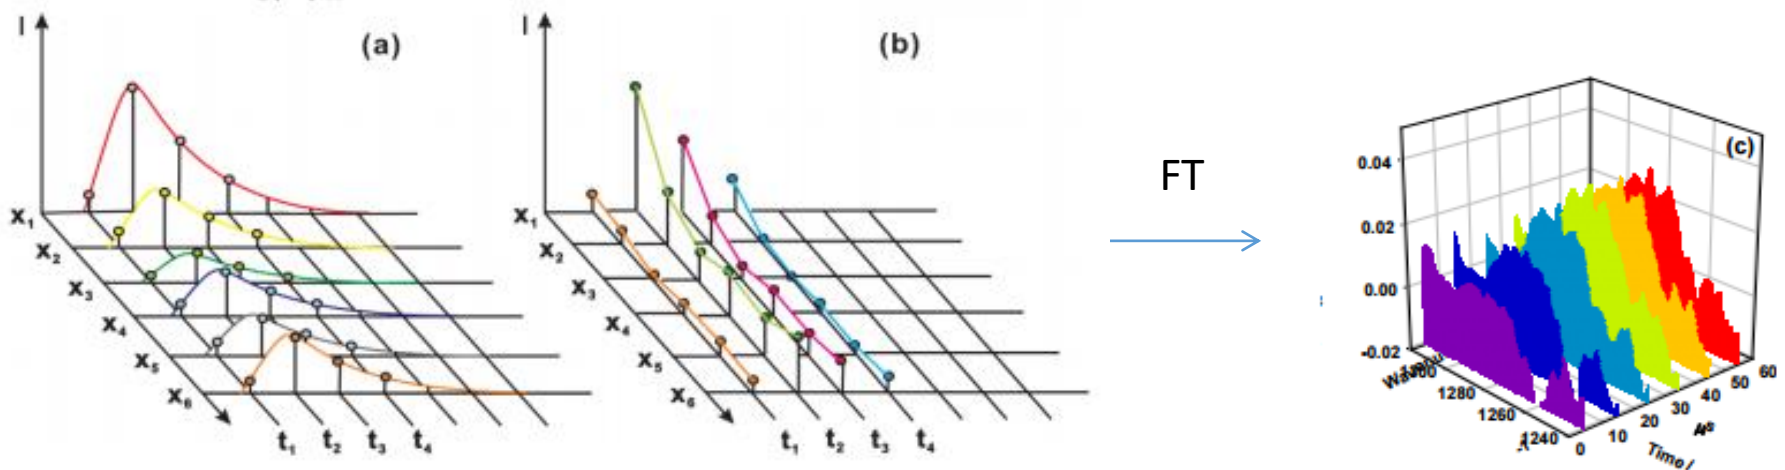 I
(a)
x₁
x₂
x₃
x₄
x₅
x₆
t₁ t₂ t₃ t₄
I
(b)
x₁
x₂
x₃
x₄
x₅
x₆
t₁ t₂ t₃ t₄
FT
(c)
0.04
0.02
0.00
-0.02
1280
1260
1240
0 10 20 30 40 50 60
Time /
μs